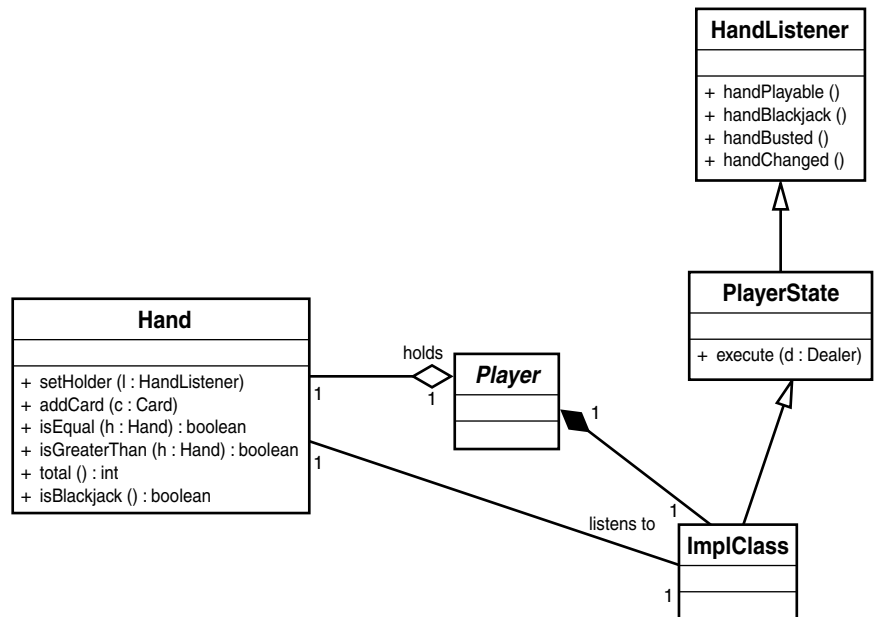 HandListener
+ handPlayable ()
+ handBlackjack ()
+ handBusted ()
+ handChanged ()
PlayerState
+ execute (d : Dealer)
Hand
+ setHolder (l : HandListener)
+ addCard (c : Card)
+ isEqual (h : Hand) : boolean
+ isGreaterThan (h : Hand) : boolean
+ total () : int
+ isBlackjack () : boolean
holds
1
1
Player
1
1
listens to
1
1
ImplClass